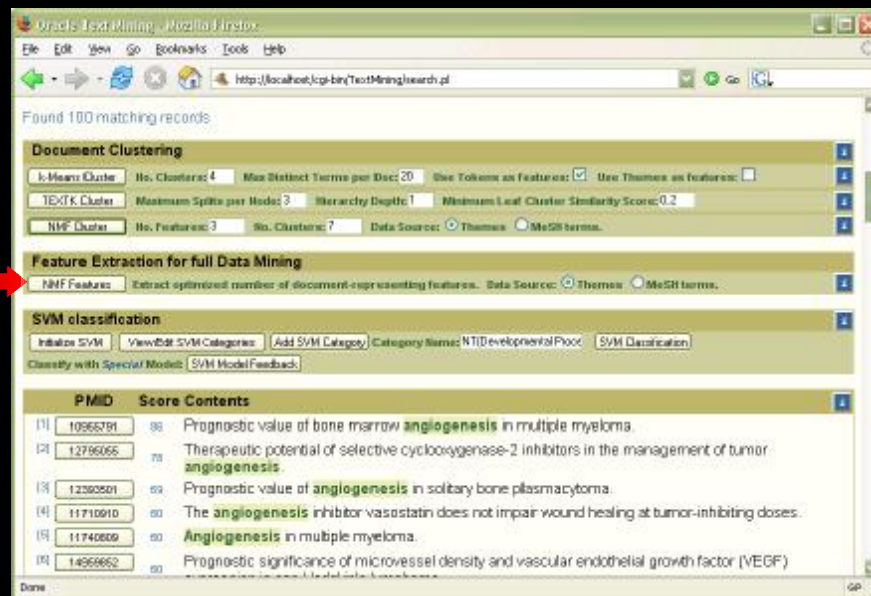 Oracle Text Mining - Mozilla Firefox
File Edit View Go Bookmarks Tools Help
http://localhost/cgi-bin/TextMining/search.pl Go
Found 100 matching records
Document Clustering
k-Means Cluster No. Clusters: 4 Max Distinct Terms per Doc: 20 Use Tokens as Features: Use Themes as features:
TEXTK Cluster Maximum Splits per Node: 3 Hierarchy Depth: 1 Minimum Leaf Cluster Similarity Score: 0.2
NMF Cluster No. Features: 3 No. Clusters: 7 Data Source: Themes MeSH terms.
Feature Extraction for full Data Mining
NMF Features Extract optimized number of document-representing features. Data Source: Themes MeSH terms.
SVM classification
Initialize SVM View/Edit SVM Categories Add SVM Category Category Name: NT(Developmental Proce SVM Classification
Classify with Special Model: SVM Model Feedback
PMID Score Contents
[1] 10955791 Prognostic value of bone marrow angiogenesis in multiple myeloma.
[2] Therapeutic potential of selective cyclooxygenase-2 inhibitors in the management of tumor
angiogenesis.
[3] 12393501 69 Prognostic value of angiogenesis in solitary bone plasmacytoma.
[4] 11710910 60 The angiogenesis inhibitor vasostatin does not impair wound healing at tumor-inhibiting doses.
[5] 60 Angiogenesis in multiple myeloma.
[6] 60 Prognostic significance of microvessel density and vascular endothelial growth factor (VEGF)
Done